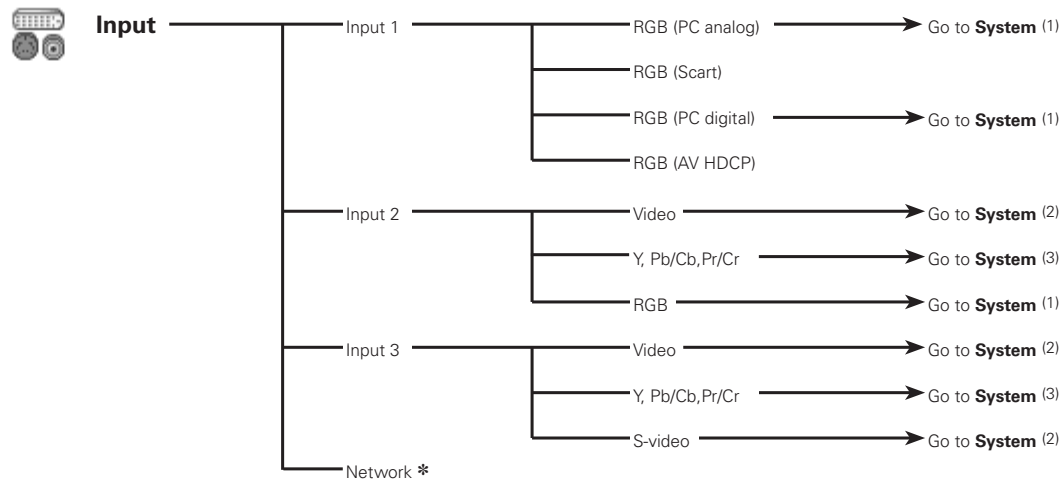 Input Input 1 RGB (PC analog) Go to System (1)
RGB (Scart)
RGB (PC digital) Go to System (1)
RGB (AV HDCP)
Input 2 Video Go to System (2)
Y, Pb/Cb,Pr/Cr Go to System (3)
RGB Go to System (1)
Input 3 Video Go to System (2)
Y, Pb/Cb,Pr/Cr Go to System (3)
S-video Go to System (2)
Network *